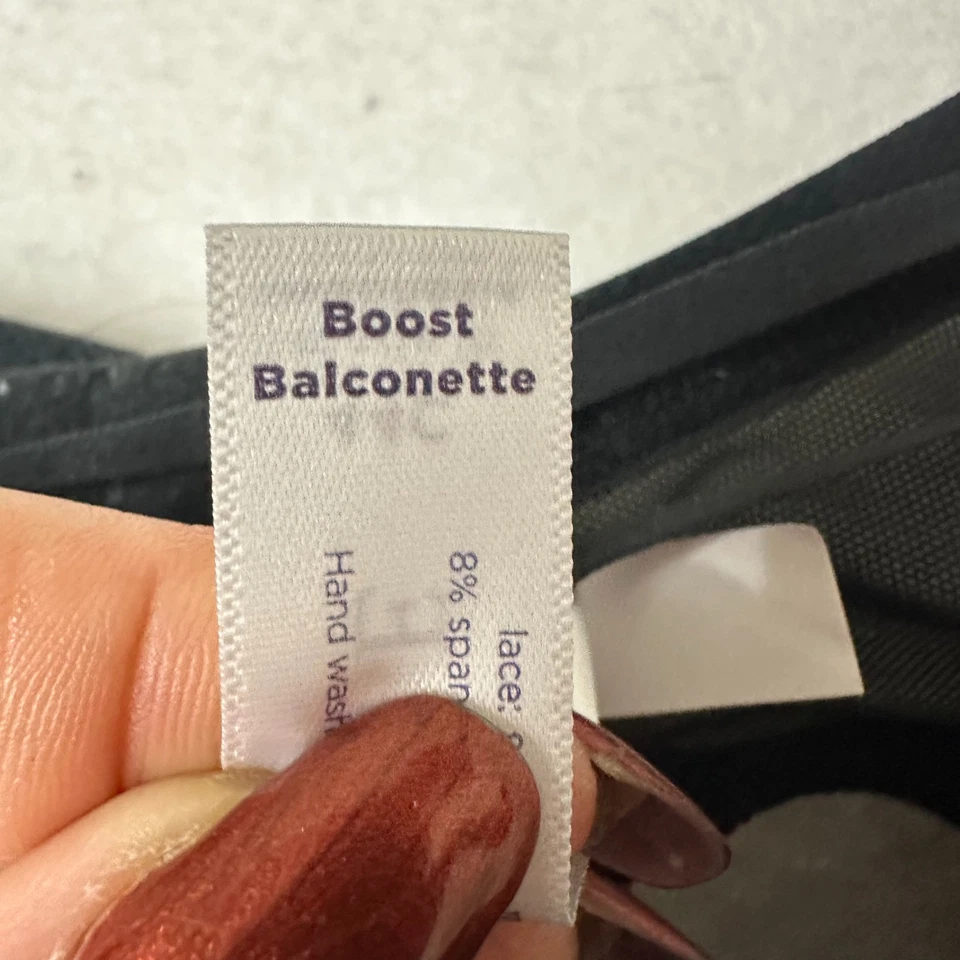 Boost
Balconette
lace:
8% span
Hand wash